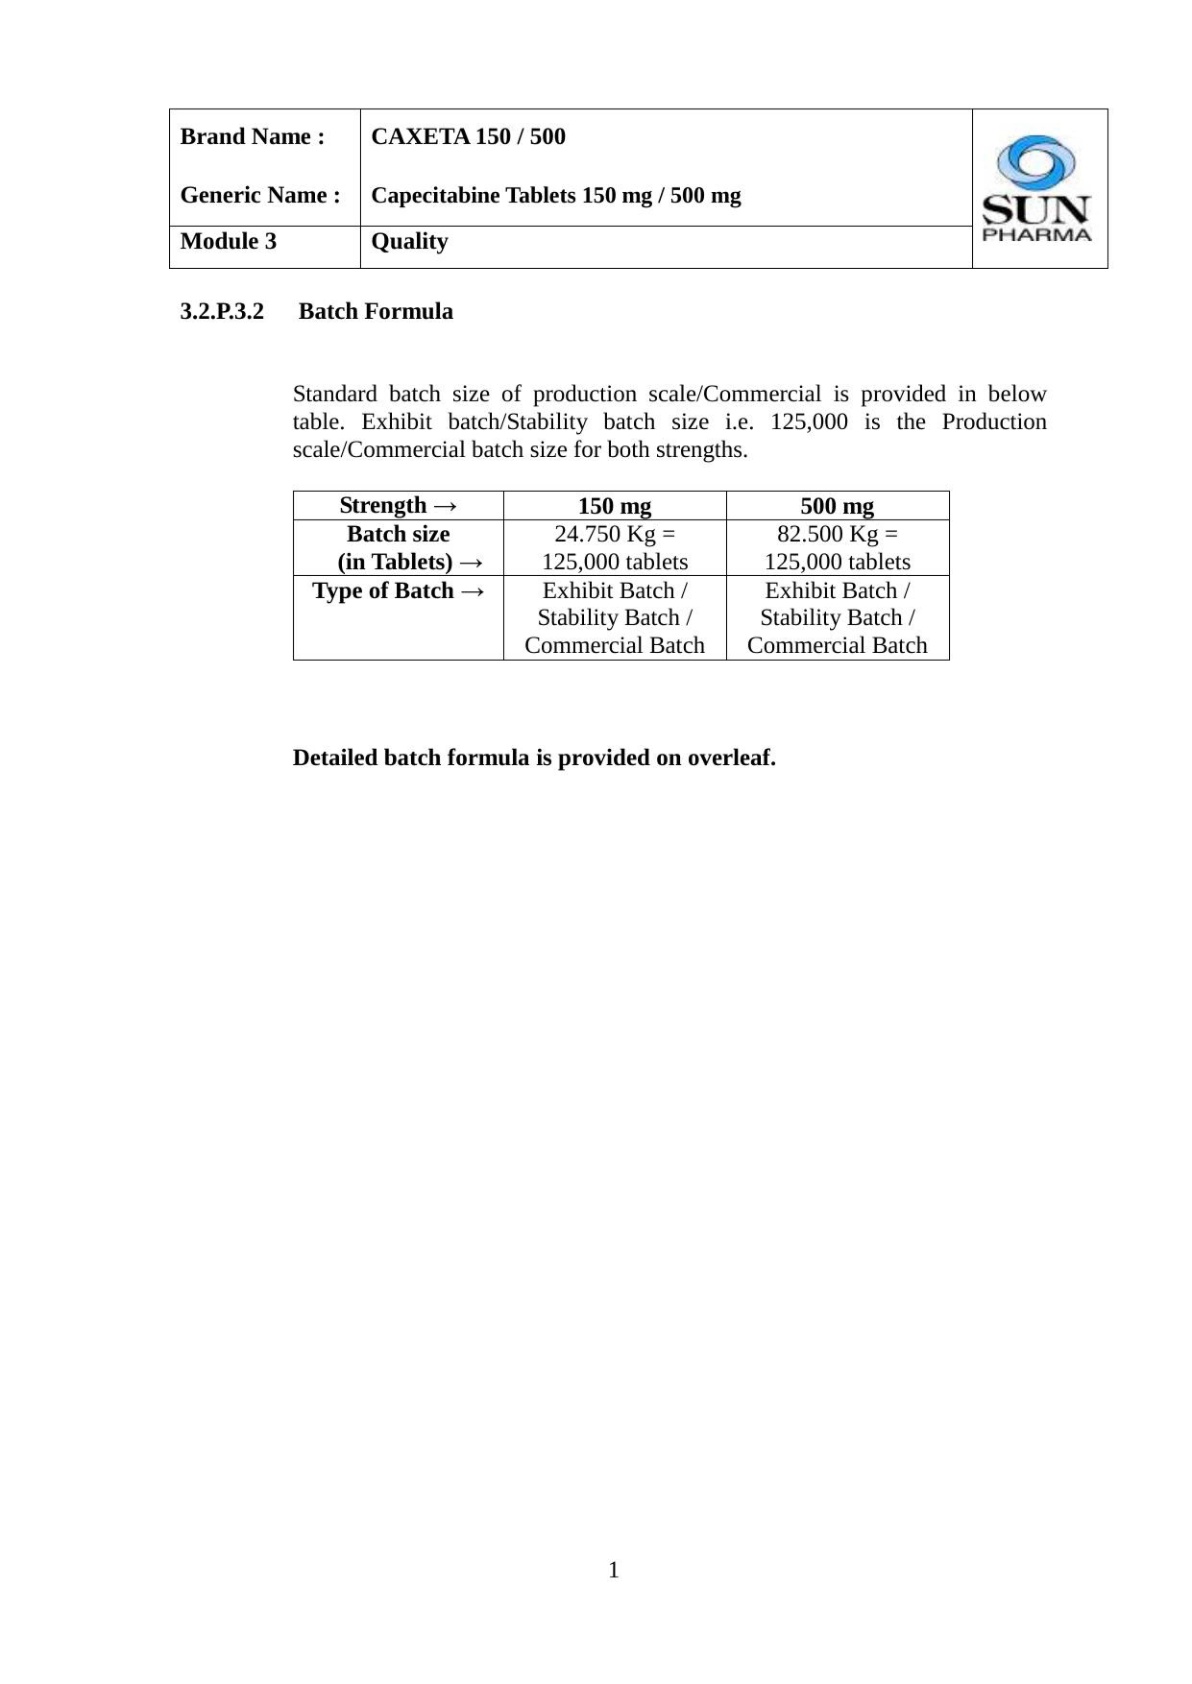 Brand Name :
CAXETA 150 / 500
Generic Name :
Capecitabine Tablets 150 mg / 500 mg
SUN
PHARMA
Module 3
Quality
3.2.P.3.2 Batch Formula
Standard batch size of production scale/Commercial is provided in below
table. Exhibit batch/Stability batch size i.e. 125,000 is the Production
scale/Commercial batch size for both strengths.
Strength →
150 mg
500 mg
Batch size
(in Tablets) →
24.750 Kg =
125,000 tablets
82.500 Kg =
125,000 tablets
Type of Batch →
Exhibit Batch /
Stability Batch /
Commercial Batch
Exhibit Batch /
Stability Batch /
Commercial Batch
Detailed batch formula is provided on overleaf.
1